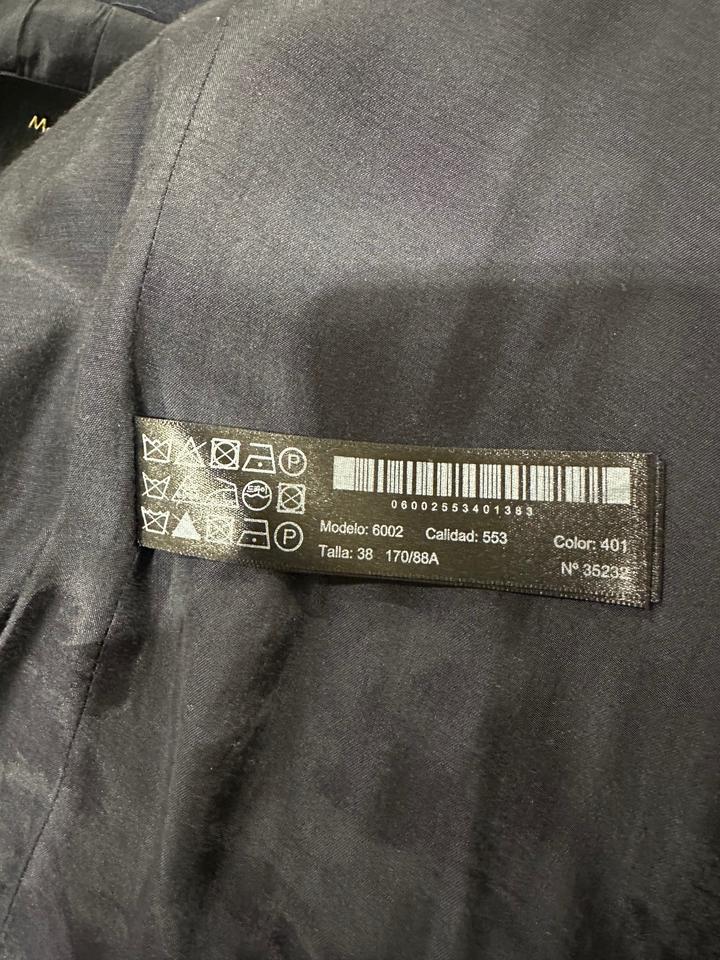 06002553401383
Modelo: 6002 Calidad: 553 Color: 401
Talla: 38 170/88A Nº 35232
P
P